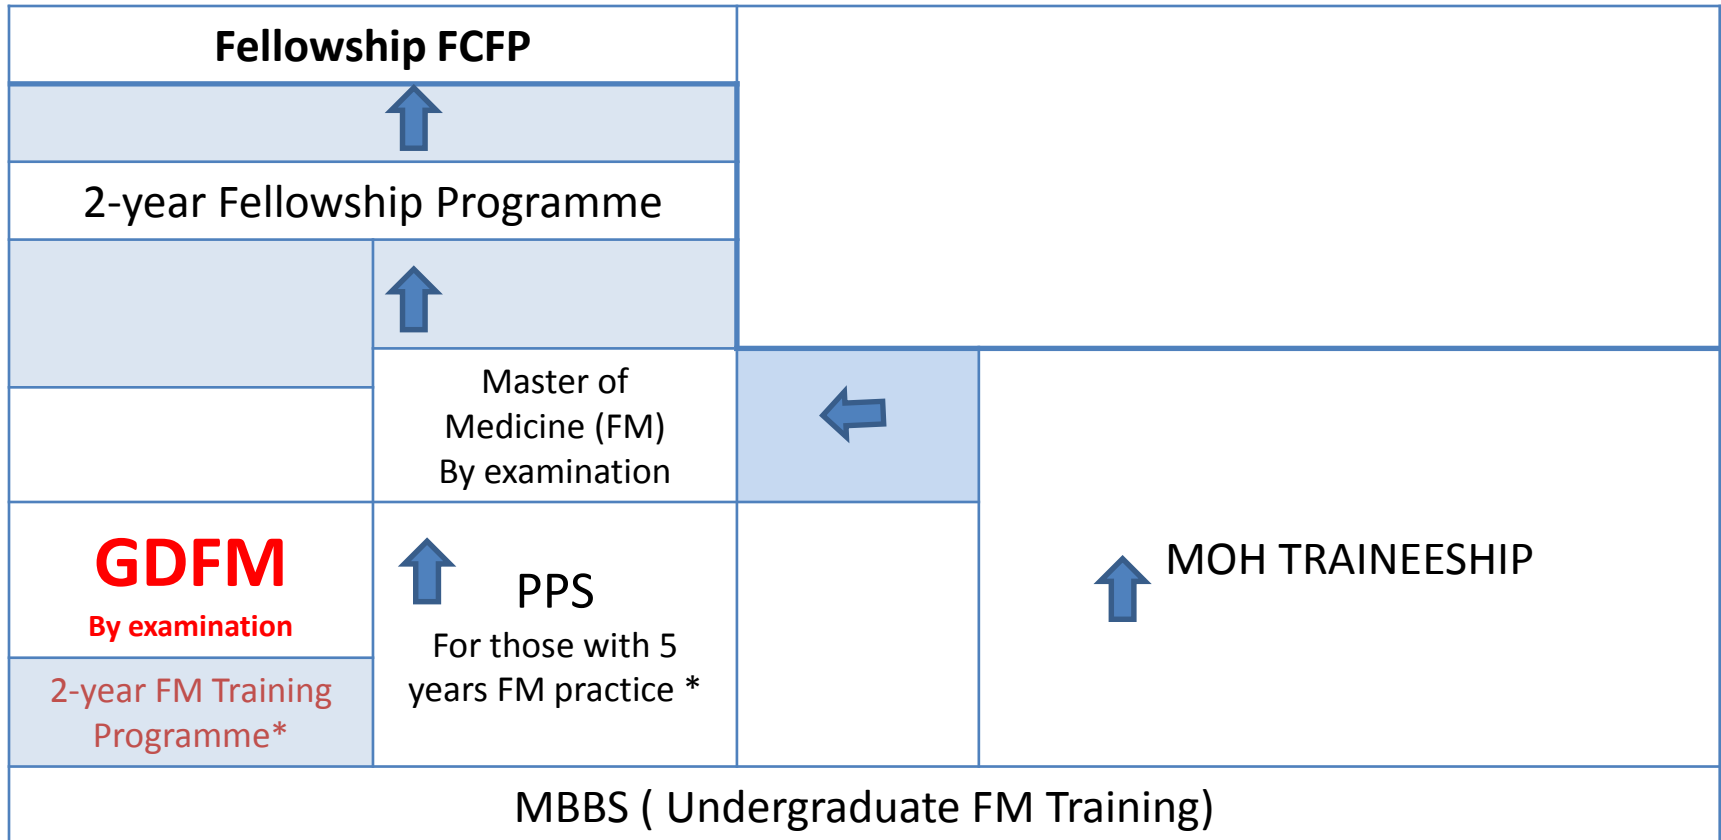 Fellowship FCFP
2-year Fellowship Programme
Master of
Medicine (FM)
By examination
GDFM
By examination
2-year FM Training
Programme*
PPS
For those with 5
years FM practice *
MOH TRAINEESHIP
MBBS ( Undergraduate FM Training)